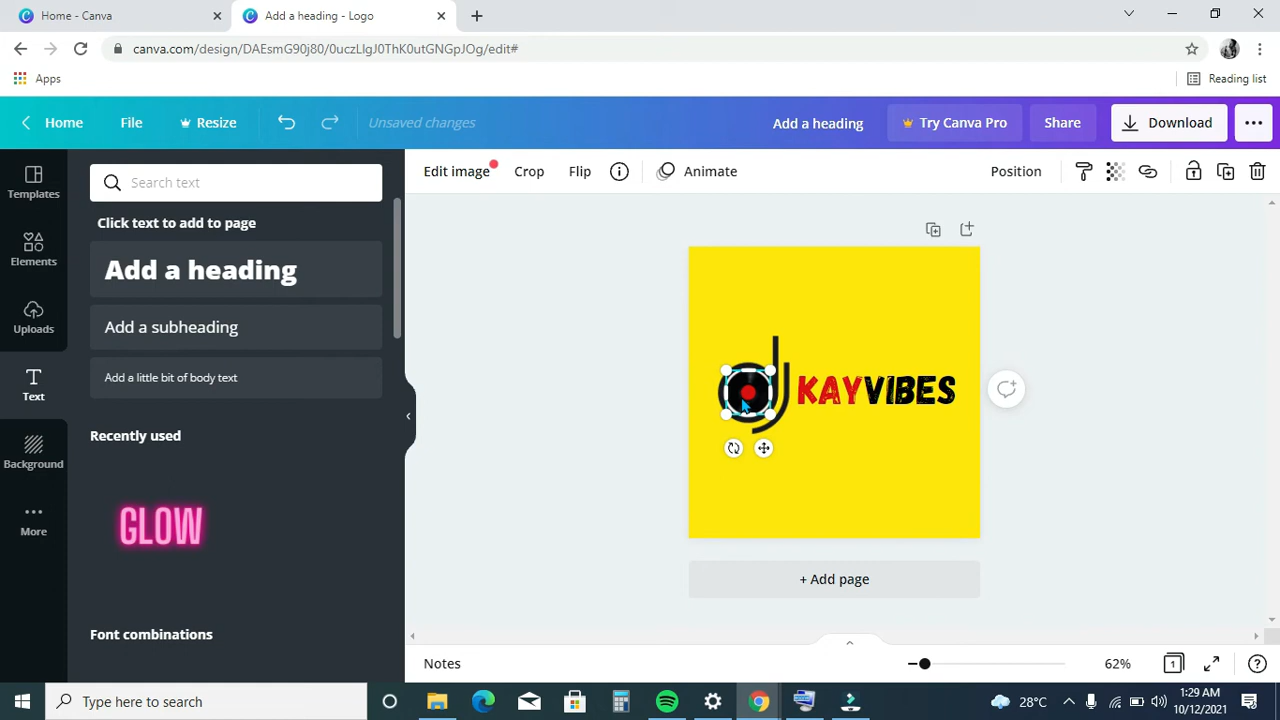 Home - Canva
Add a heading - Logo
canva.com/design/DAEsmG90j80/0uczLlgJ0ThK0utGNGpJOg/edit#
Apps
Reading list
Home
File
Resize
Unsaved changes
Add a heading
Try Canva Pro
Share
Download
Templates
Elements
Uploads
Text
Background
More
Search text
Click text to add to page
Add a heading
Add a subheading
Add a little bit of body text
Recently used
GLOW
Font combinations
Edit image
Crop
Flip
Animate
Position
dj
KAYVIBES
+ Add page
Notes
62%
1
Type here to search
28°C
1:29 AM
10/12/2021